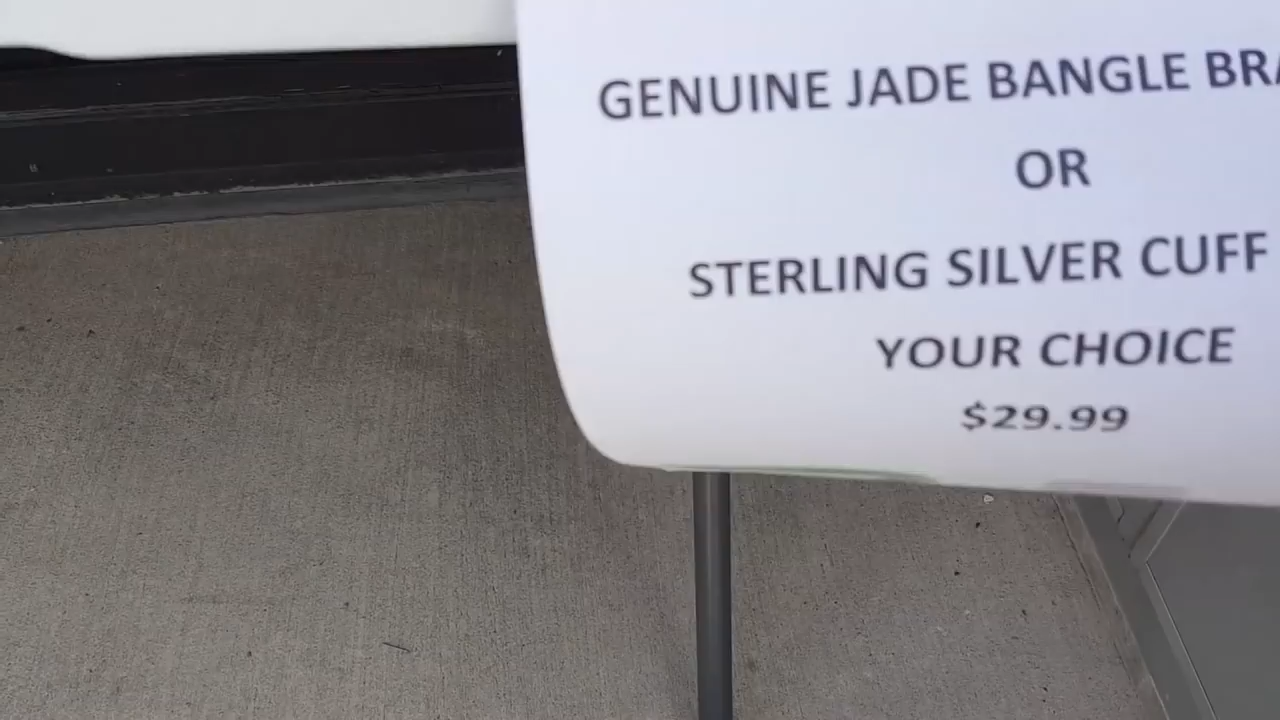 GENUINE JADE BANGLE
OR
STERLING SILVER CUFF
YOUR CHOICE
$29.99